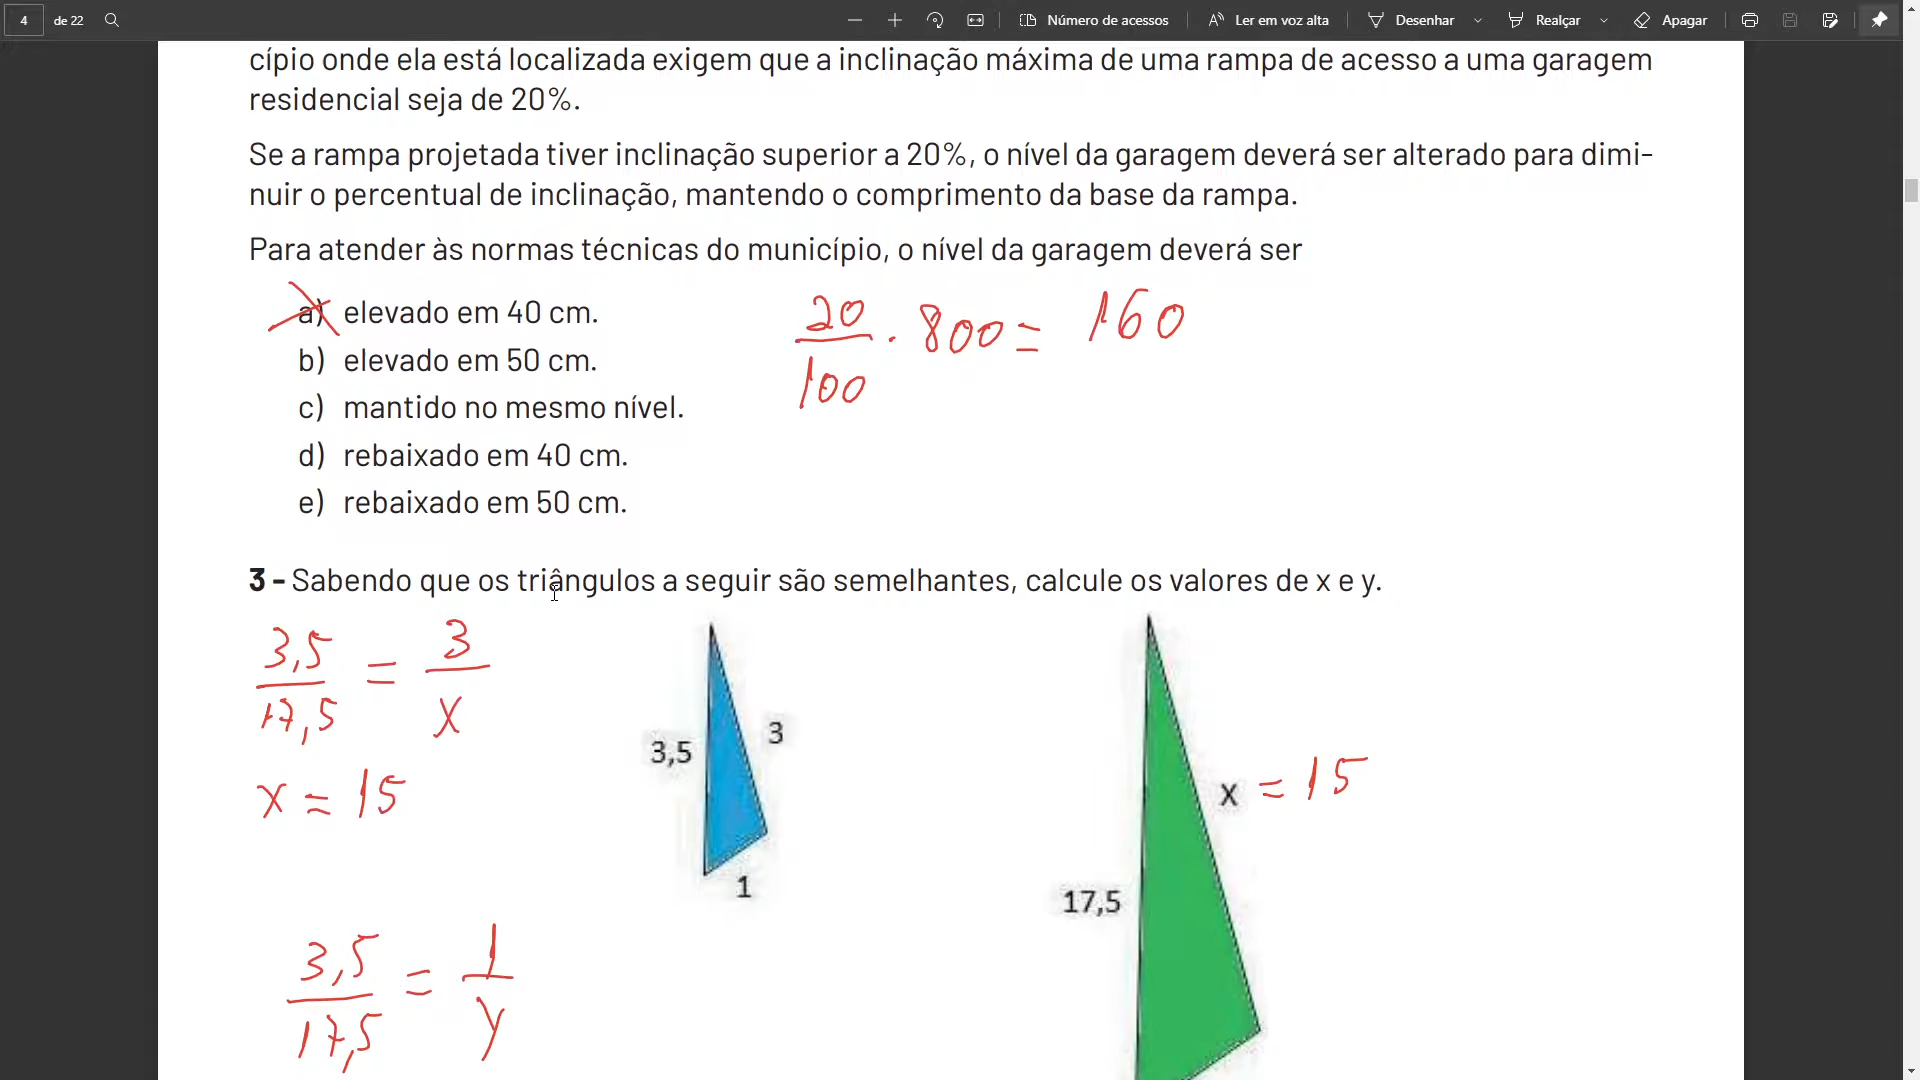 4 de 22 Número de acessos Ler em voz alta Desenhar Realçar Apagar
cípio onde ela está localizada exigem que a inclinação máxima de uma rampa de acesso a uma garagem
residencial seja de 20%.
Se a rampa projetada tiver inclinação superior a 20%, o nível da garagem deverá ser alterado para dimi-
nuir o percentual de inclinação, mantendo o comprimento da base da rampa.
Para atender às normas técnicas do município, o nível da garagem deverá ser
a) elevado em 40 cm.
b) elevado em 50 cm.
c) mantido no mesmo nível.
d) rebaixado em 40 cm.
e) rebaixado em 50 cm.
20/100 . 800 = 160
3 - Sabendo que os triângulos a seguir são semelhantes, calcule os valores de x e y.
3,5/17,5 = 3/x
x = 15
3,5/17,5 = 1/y
3,5
3
1
17,5
x = 15